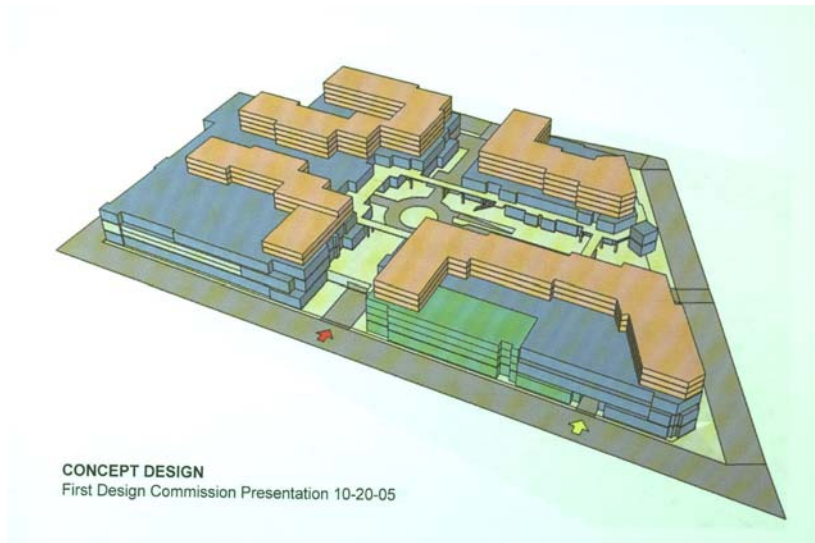 CONCEPT DESIGN
First Design Commission Presentation 10-20-05